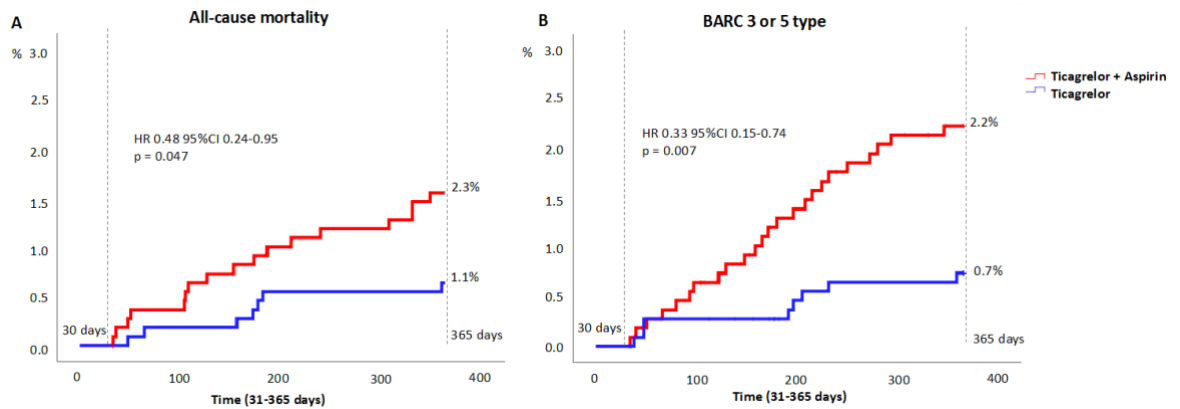 A
All-cause mortality
%
3.0
2.5
2.0
1.5
1.0
0.5
0.0
HR 0.48 95%CI 0.24-0.95
p = 0.047
2.3%
1.1%
30 days
365 days
0 100 200 300 400
Time (31-365 days)
B
BARC 3 or 5 type
%
3.0
2.5
2.0
1.5
1.0
0.5
0.0
HR 0.33 95%CI 0.15-0.74
p = 0.007
2.2%
0.7%
30 days
365 days
0 100 200 300 400
Time (31-365 days)
Ticagrelor + Aspirin
Ticagrelor